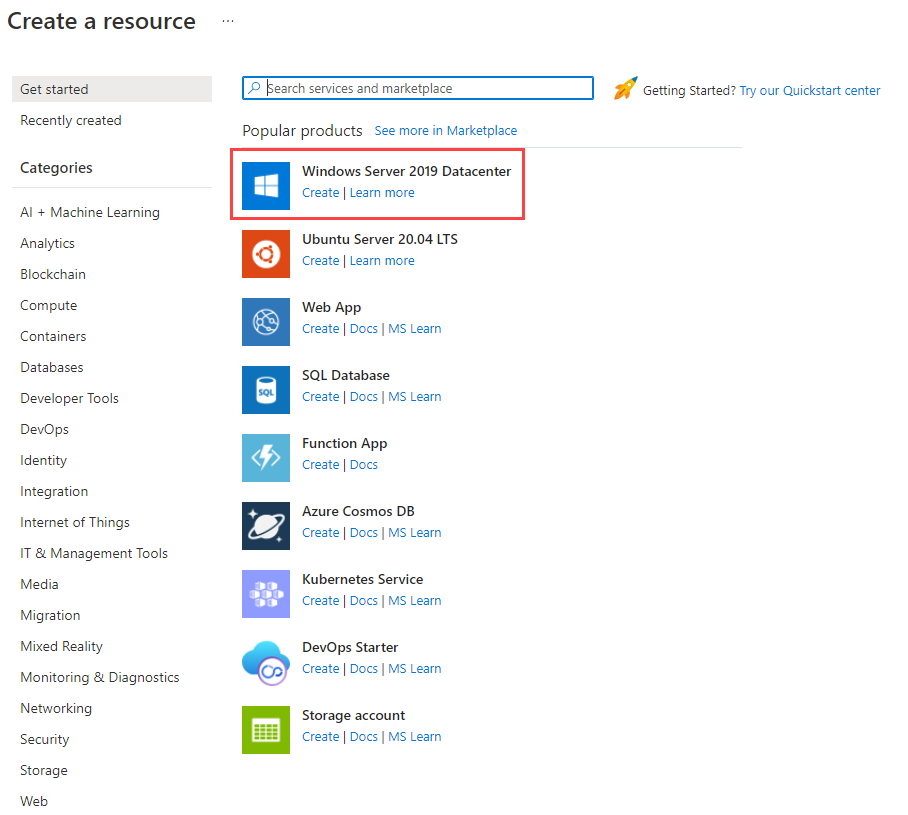 Create a resource ...
Get started
Recently created
Categories
AI + Machine Learning
Analytics
Blockchain
Compute
Containers
Databases
Developer Tools
DevOps
Identity
Integration
Internet of Things
IT & Management Tools
Media
Migration
Mixed Reality
Monitoring & Diagnostics
Networking
Security
Storage
Web
Search services and marketplace
Getting Started? Try our Quickstart center
Popular products See more in Marketplace
Windows Server 2019 Datacenter
Create | Learn more
Ubuntu Server 20.04 LTS
Create | Learn more
Web App
Create | Docs | MS Learn
SQL
SQL Database
Create | Docs | MS Learn
Function App
Create | Docs
Azure Cosmos DB
Create | Docs | MS Learn
Kubernetes Service
Create | Docs | MS Learn
DevOps Starter
Create | Docs | MS Learn
Storage account
Create | Docs | MS Learn